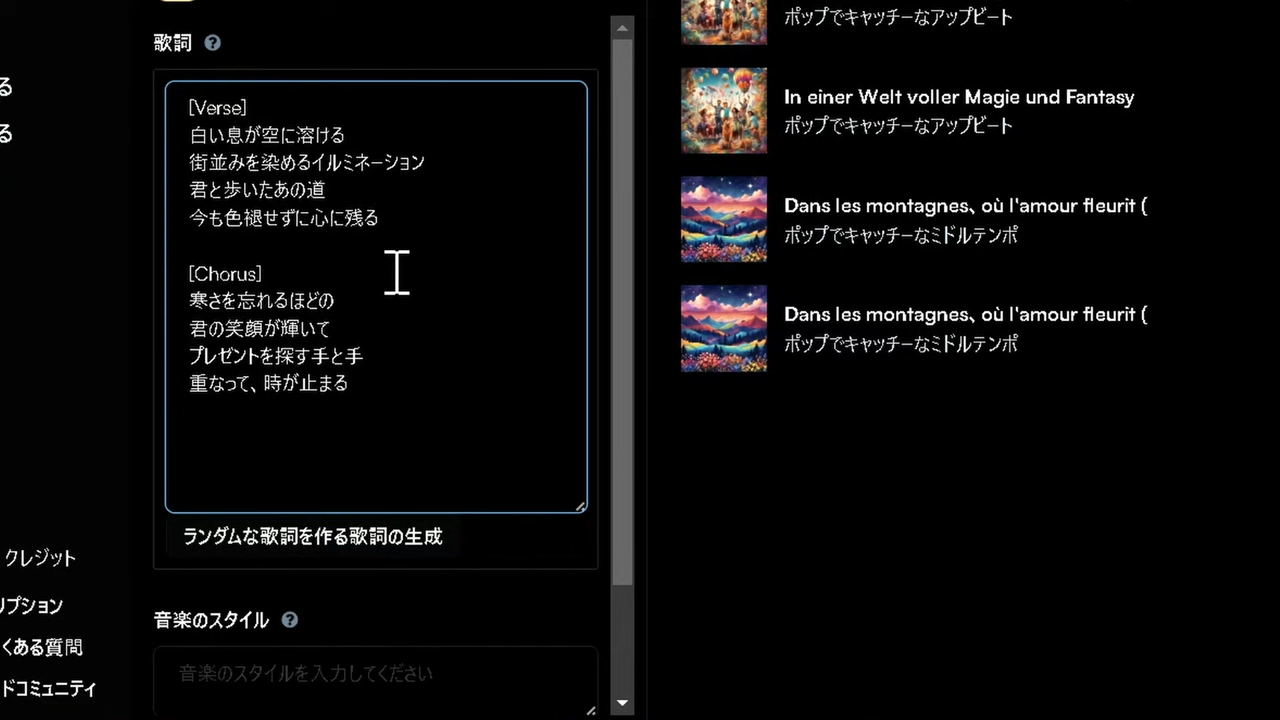 る
る
歌詞
[Verse]
白い息が空に溶ける
街並みを染めるイルミネーション
君と歩いたあの道
今も色褪せずに心に残る
[Chorus]
寒さを忘れるほどの
君の笑顔が輝いて
プレゼントを探す手と手
重なって、時が止まる
ランダムな歌詞を作る歌詞の生成
音楽のスタイル
音楽のスタイルを入力してください
クレジット
リプション
くある質問
ドコミュニティ
ポップでキャッチーなアップビート
In einer Welt voller Magie und Fantasy
ポップでキャッチーなアップビート
Dans les montagnes、où l'amour fleurit (
ポップでキャッチーなミドルテンポ
Dans les montagnes、où l'amour fleurit (
ポップでキャッチーなミドルテンポ